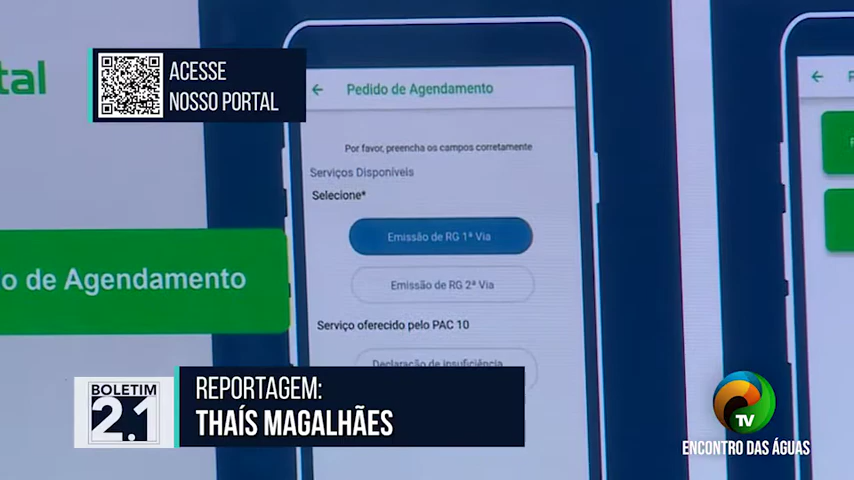 tal
ACESSE
NOSSO PORTAL
Pedido de Agendamento
Por favor, preencha os campos corretamente
Serviços Disponíveis
Selecione*
Emissão de RG 1ª Via
Emissão de RG 2ª Via
Serviço oferecido pelo PAC 10
Declaração de insuficiência
o de Agendamento
BOLETIM
2.1
REPORTAGEM:
THAÍS MAGALHÃES
TV
ENCONTRO DAS ÁGUAS